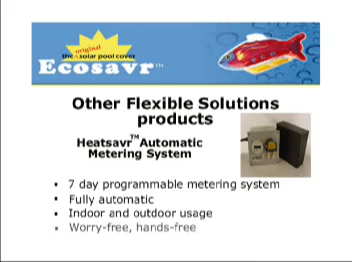 the original solar pool cover
Ecosavr™
Other Flexible Solutions
products
Heatsavr™ Automatic
Metering System
• 7 day programmable metering system
• Fully automatic
• Indoor and outdoor usage
• Worry-free, hands-free